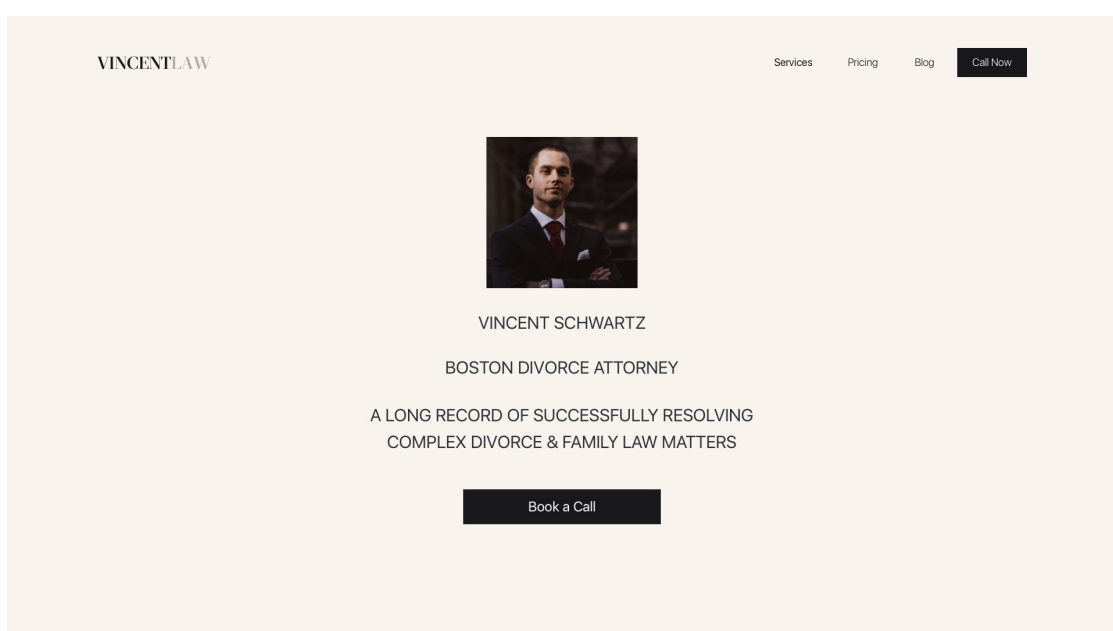 VINCENTLAW
Services
Pricing
Blog
Call Now
VINCENT SCHWARTZ
BOSTON DIVORCE ATTORNEY
A LONG RECORD OF SUCCESSFULLY RESOLVING
COMPLEX DIVORCE & FAMILY LAW MATTERS
Book a Call